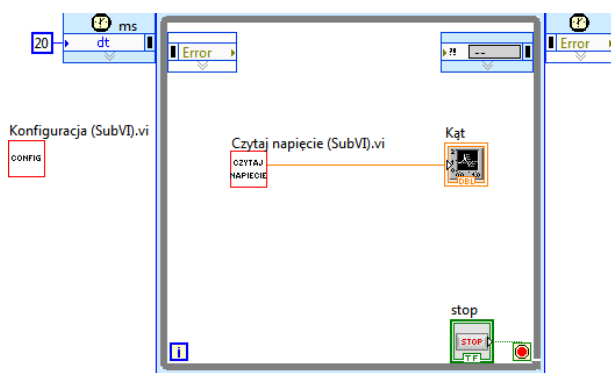 ms
20
dt
Error
?!
--
Error
Konfiguracja (SubVI).vi
CONFIG
Czytaj napięcie (SubVI).vi
CZYTAJ
NAPIECIE
Kąt
DBL
stop
STOP
TF
i